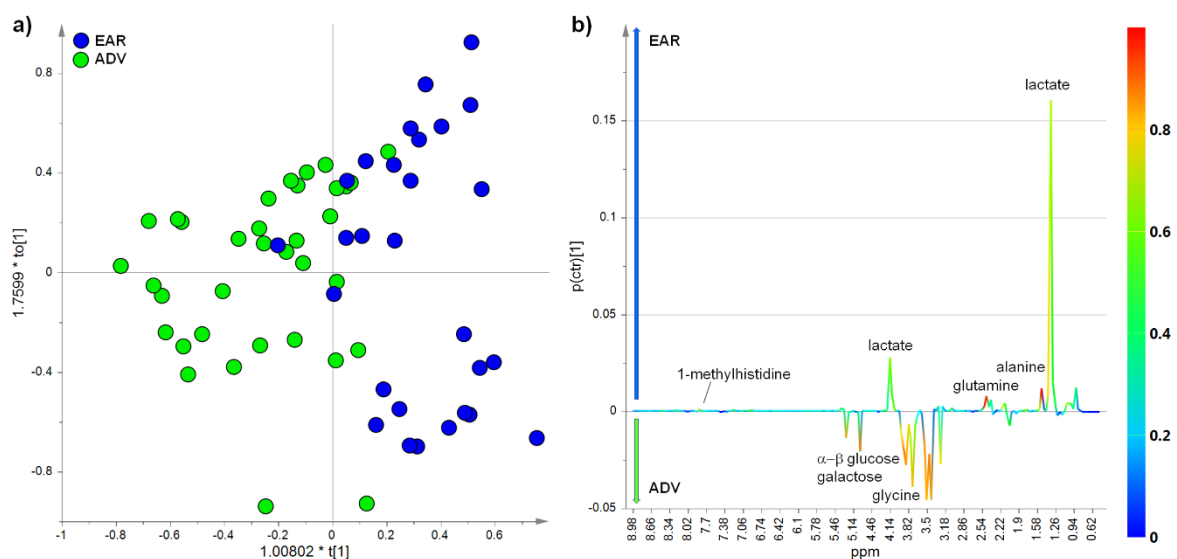 a)
EAR
ADV
0.8
0.4
0
-0.4
-0.8
-1
-0.8
-0.6
-0.4
-0.2
0
0.2
0.4
0.6
1.7599 * to[1]
1.00802 * t[1]
b)
EAR
lactate
0.15
0.1
0.05
0
-0.05
p(ctr)[1]
lactate
1-methylhistidine
alanine
glutamine
α-β glucose
galactose
glycine
ADV
8.98
8.66
8.34
8.02
7.7
7.38
7.06
6.74
6.42
6.1
5.78
5.46
5.14
4.46
4.14
3.82
3.5
3.18
2.86
2.54
2.22
1.9
1.58
1.26
0.94
0.62
ppm
0.8
0.6
0.4
0.2
0